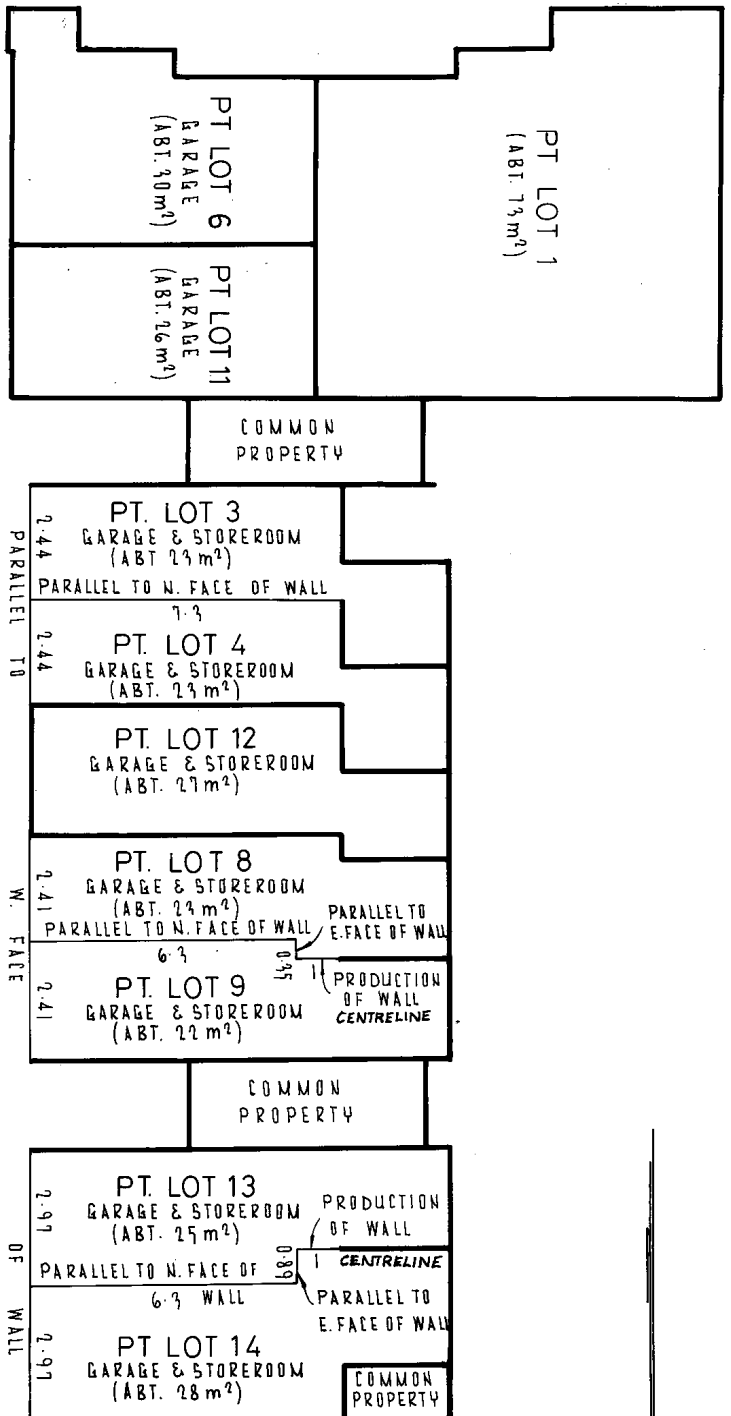 PT LOT 1
(ABT. 73m²)
PT LOT 6
GARAGE
(ABT. 30m²)
PT LOT 11
GARAGE
(ABT. 26m²)
COMMON
PROPERTY
PT. LOT 3
GARAGE & STOREROOM
(ABT 23m²)
2·44
PARALLEL TO N. FACE OF WALL
7·3
PT. LOT 4
GARAGE & STOREROOM
(ABT. 23m²)
2·44
PT. LOT 12
GARAGE & STOREROOM
(ABT. 27m²)
PT. LOT 8
GARAGE & STOREROOM
(ABT. 23m²)
2·41
PARALLEL TO N. FACE OF WALL
6·3
0·35
PARALLEL TO
E. FACE OF WALL
1
PRODUCTION
OF WALL
CENTRELINE
PT. LOT 9
GARAGE & STOREROOM
(ABT. 22m²)
2·41
COMMON
PROPERTY
PT. LOT 13
GARAGE & STOREROOM
(ABT. 25m²)
2·97
PRODUCTION
OF WALL
CENTRELINE
1
0·89
PARALLEL TO N. FACE OF
6·3 WALL
PARALLEL TO
E. FACE OF WALL
PT LOT 14
GARAGE & STOREROOM
(ABT. 28m²)
2·97
COMMON
PROPERTY
PARALLEL TO W. FACE OF WALL